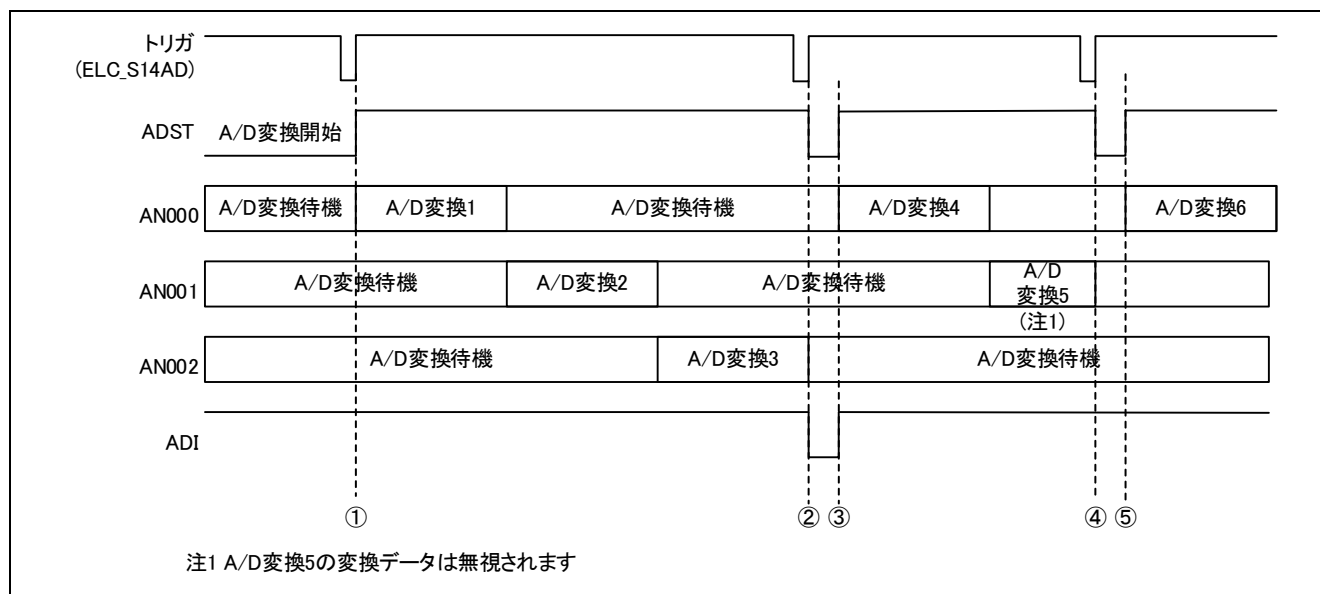 トリガ
(ELC_S14AD)
ADST
A/D変換開始
AN000
A/D変換待機
A/D変換1
A/D変換待機
A/D変換4
A/D変換6
AN001
A/D変換待機
A/D変換2
A/D変換待機
A/D
変換5
(注1)
AN002
A/D変換待機
A/D変換3
A/D変換待機
ADI
① ② ③ ④ ⑤
注1 A/D変換5の変換データは無視されます